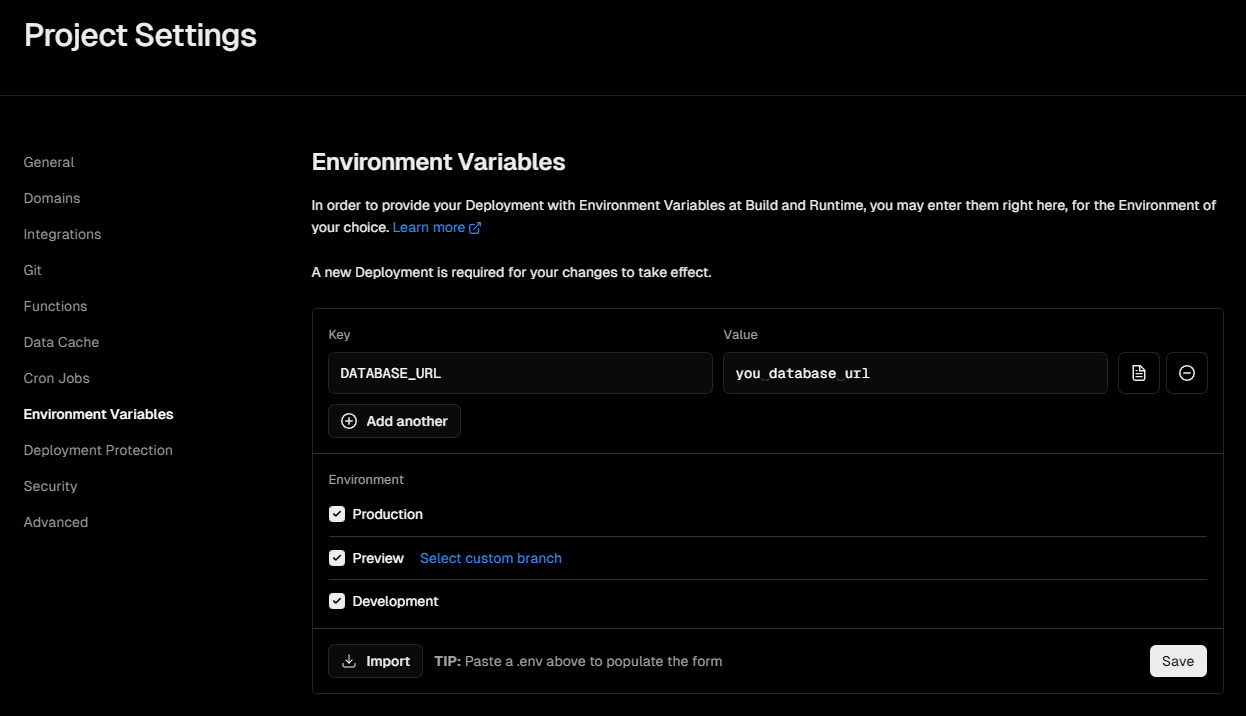 Project Settings
General
Domains
Integrations
Git
Functions
Data Cache
Cron Jobs
Environment Variables
Deployment Protection
Security
Advanced
Environment Variables
In order to provide your Deployment with Environment Variables at Build and Runtime, you may enter them right here, for the Environment of
your choice. Learn more
A new Deployment is required for your changes to take effect.
Key Value
DATABASE_URL you_database_url
Add another
Environment
Production
Preview Select custom branch
Development
Import TIP: Paste a .env above to populate the form Save